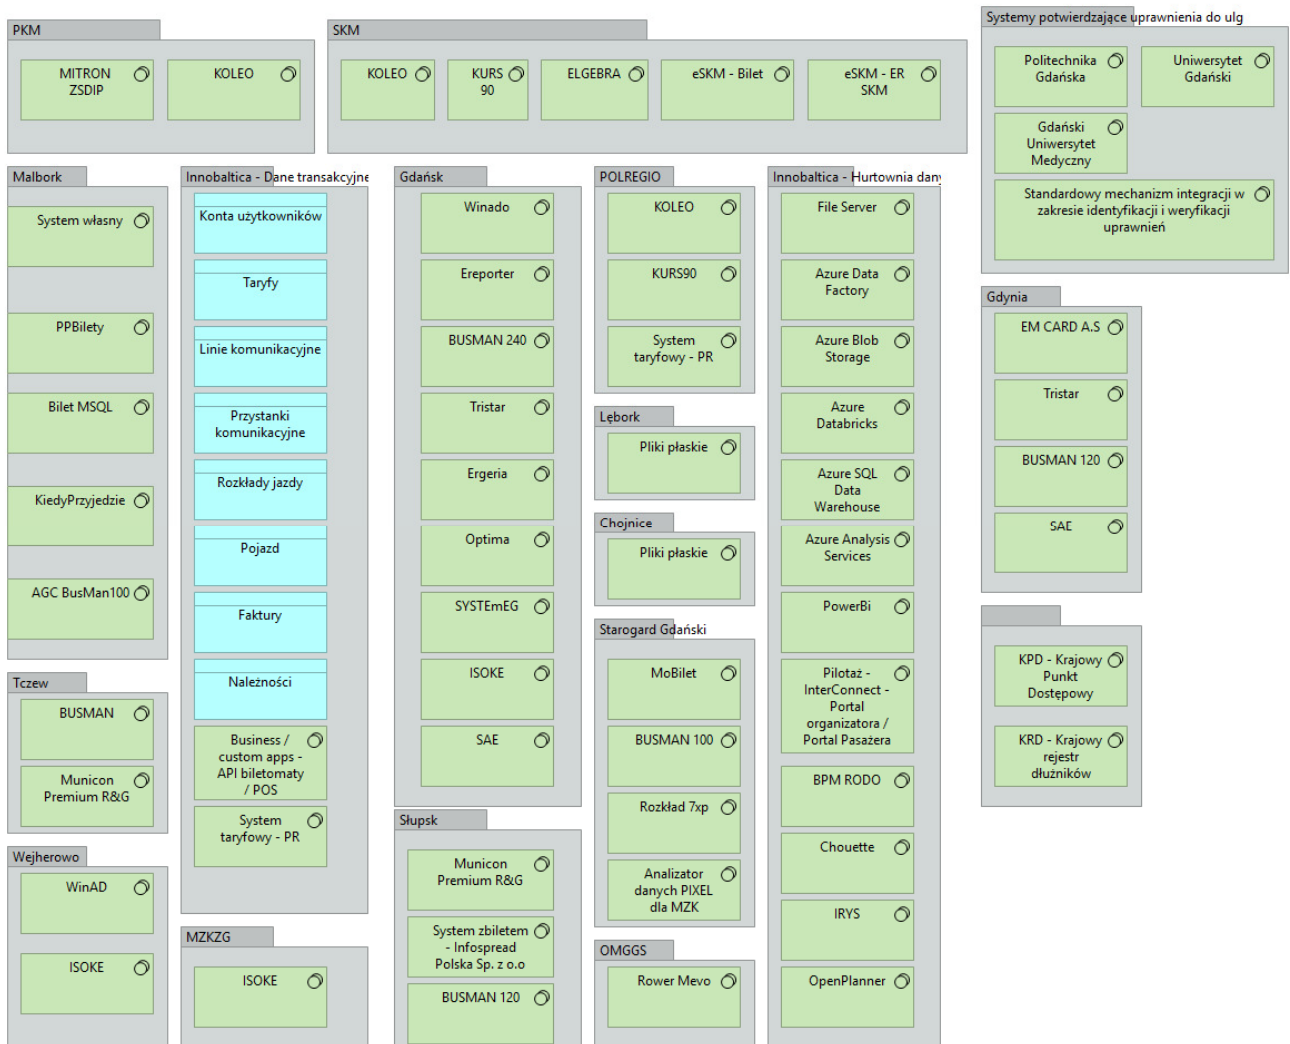 PKM
MITRON
ZSDIP
KOLEO
SKM
KOLEO
KURS
90
ELGEBRA
eSKM - Bilet
eSKM - ER
SKM
Systemy potwierdzające uprawnienia do ulg
Politechnika
Gdańska
Uniwersytet
Gdański
Gdański
Uniwersytet
Medyczny
Standardowy mechanizm integracji w
zakresie identyfikacji i weryfikacji
uprawnień
Malbork
System własny
PPBilety
Bilet MSQL
KiedyPrzyjedzie
AGC BusMan100
Tczew
BUSMAN
Municon
Premium R&G
Wejherowo
WinAD
ISOKE
Innobaltica - Dane transakcyjne
Konta użytkowników
Taryfy
Linie komunikacyjne
Przystanki
komunikacyjne
Rozkłady jazdy
Pojazd
Faktury
Należności
Business /
custom apps -
API biletomaty
/ POS
System
taryfowy - PR
MZKZG
ISOKE
Gdańsk
Winado
Ereporter
BUSMAN 240
Tristar
Ergeria
Optima
SYSTEmEG
ISOKE
SAE
Słupsk
Municon
Premium R&G
System zbiletem
- Infospread
Polska Sp. z o.o
BUSMAN 120
POLREGIO
KOLEO
KURS90
System
taryfowy - PR
Lębork
Pliki płaskie
Chojnice
Pliki płaskie
Starogard Gdański
MoBilet
BUSMAN 100
Rozkład 7xp
Analizator
danych PIXEL
dla MZK
OMGGS
Rower Mevo
Innobaltica - Hurtownia dany
File Server
Azure Data
Factory
Azure Blob
Storage
Azure
Databricks
Azure SQL
Data
Warehouse
Azure Analysis
Services
PowerBi
Pilotaż -
InterConnect -
Portal
organizatora /
Portal Pasażera
BPM RODO
Chouette
IRYS
OpenPlanner
Gdynia
EM CARD A.S
Tristar
BUSMAN 120
SAE
KPD - Krajowy
Punkt
Dostępowy
KRD - Krajowy
rejestr
dłużników